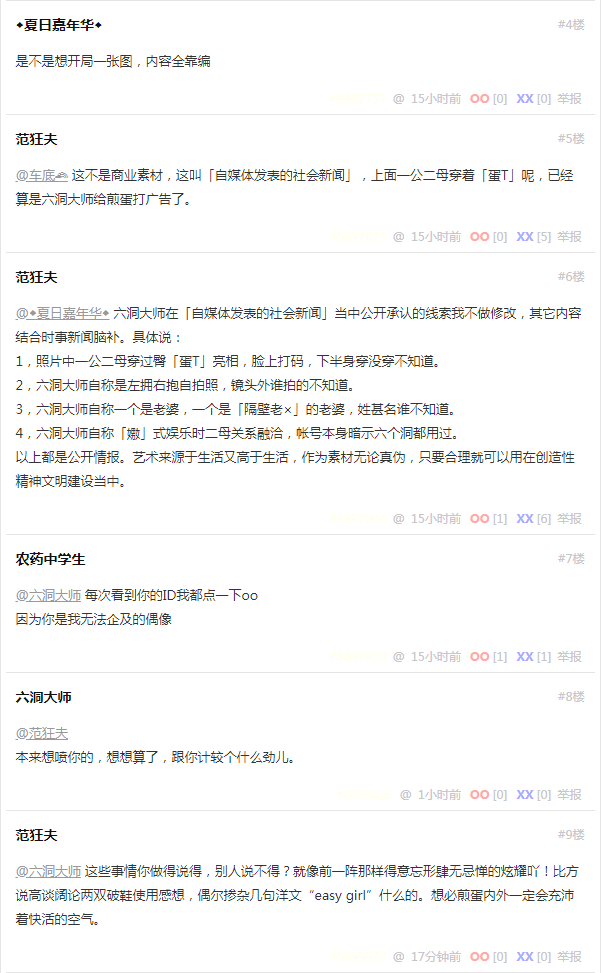 ◆夏日嘉年华◆ #4楼
是不是想开局一张图，内容全靠编
@ 15小时前 OO [0] XX [0] 举报
范狂夫 #5楼
@车底 这不是商业素材，这叫「自媒体发表的社会新闻」，上面一公二母穿着「蛋T」呢，已经
算是六洞大师给煎蛋打广告了。
@ 15小时前 OO [0] XX [5] 举报
范狂夫 #6楼
@◆夏日嘉年华◆ 六洞大师在「自媒体发表的社会新闻」当中公开承认的线索我不做修改，其它内容
结合时事新闻脑补。具体说：
1，照片中一公二母穿过臀「蛋T」亮相，脸上打码，下半身穿没穿不知道。
2，六洞大师自称是左拥右抱自拍照，镜头外谁拍的不知道。
3，六洞大师自称一个是老婆，一个是「隔壁老×」的老婆，姓甚名谁不知道。
4，六洞大师自称「嫐」式娱乐时二母关系融洽，帐号本身暗示六个洞都用过。
以上都是公开情报。艺术来源于生活又高于生活，作为素材无论真伪，只要合理就可以用在创造性
精神文明建设当中。
@ 15小时前 OO [1] XX [6] 举报
农药中学生 #7楼
@六洞大师 每次看到你的ID我都点一下oo
因为你是我无法企及的偶像
@ 15小时前 OO [1] XX [1] 举报
六洞大师 #8楼
@范狂夫
本来想喷你的，想想算了，跟你计较个什么劲儿。
@ 1小时前 OO [0] XX [0] 举报
范狂夫 #9楼
@六洞大师 这些事情你做得说得，别人说不得？就像前一阵那样得意忘形肆无忌惮的炫耀吖！比方
说高谈阔论两双破鞋使用感想，偶尔掺杂几句洋文“easy girl”什么的。想必煎蛋内外一定会充沛
着快活的空气。
@ 17分钟前 OO [0] XX [0] 举报